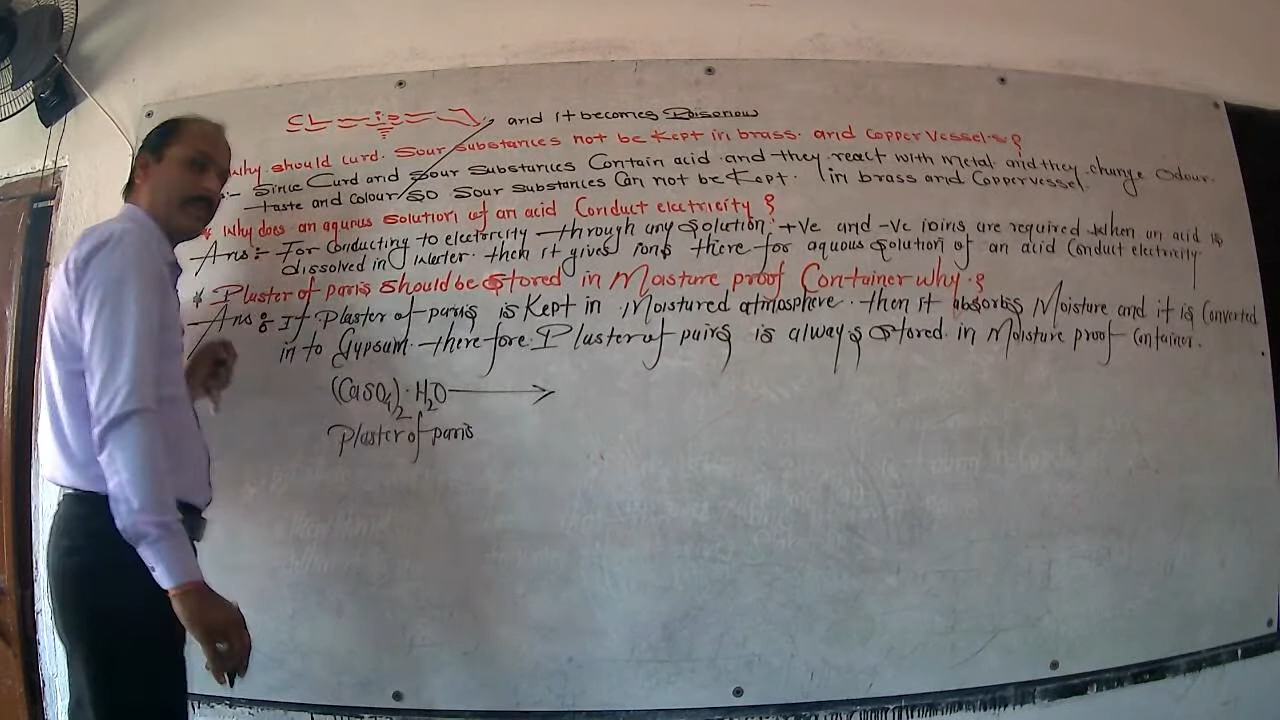 and it becomes Poisonow
Why should curd. Sour substances not be kept in brass. and copper vessels?
:- Since Curd and Sour Substances Contain acid and they react with metal and they change Odour.
taste and colour so Sour Substances Can not be Kept. in brass and Copper vessel.
* Why does an aquous solution of an acid Conduct electricity ?
Ans:- For conducting to electoricity through any solution. +Ve and -Ve ioins are required when an acid is
dissolved in water. then it gives ions there for aquous solution of an acid Conduct electricity
* Plaster of paris should be stored in Moisture proof Container why ?
Ans: If Plaster of paris is Kept in Moistured atmosphere. then it absorbs Moisture and it is Converted
in to Gypsum. therefore. Plaster of pairs is always stored in Moisture proof Container.
(CaSO4)2·H2O →
Plaster of paris